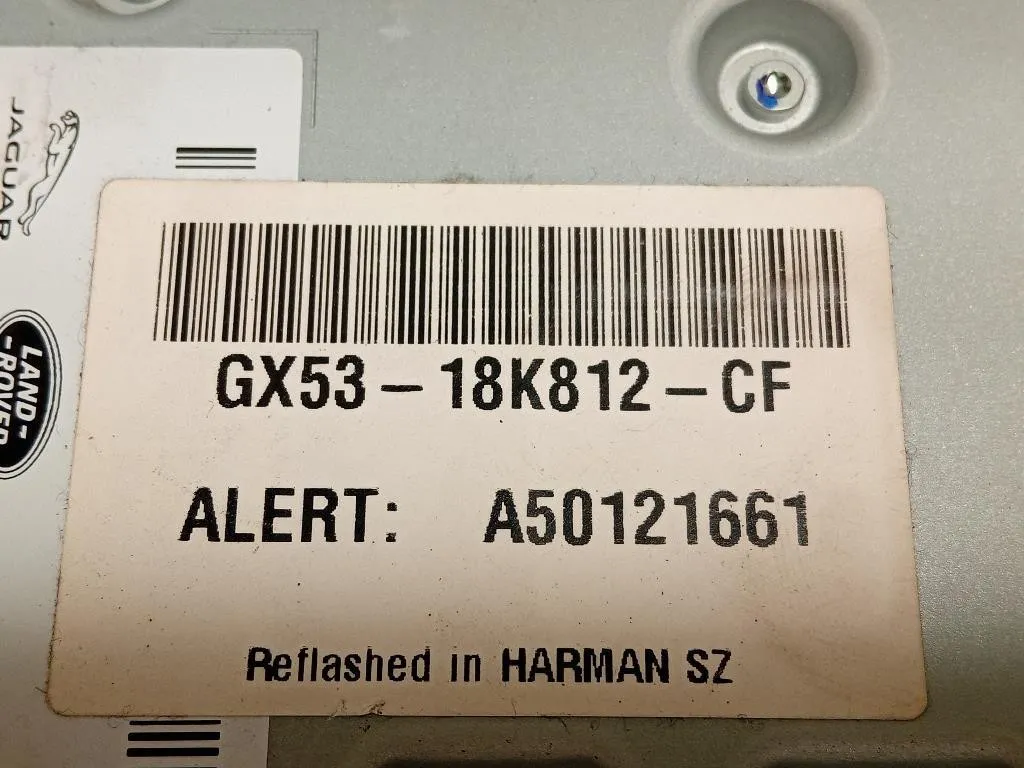 JAGUAR
LAND-
-ROVER
GX53-18K812-CF
ALERT: A50121661
Reflashed in HARMAN SZ